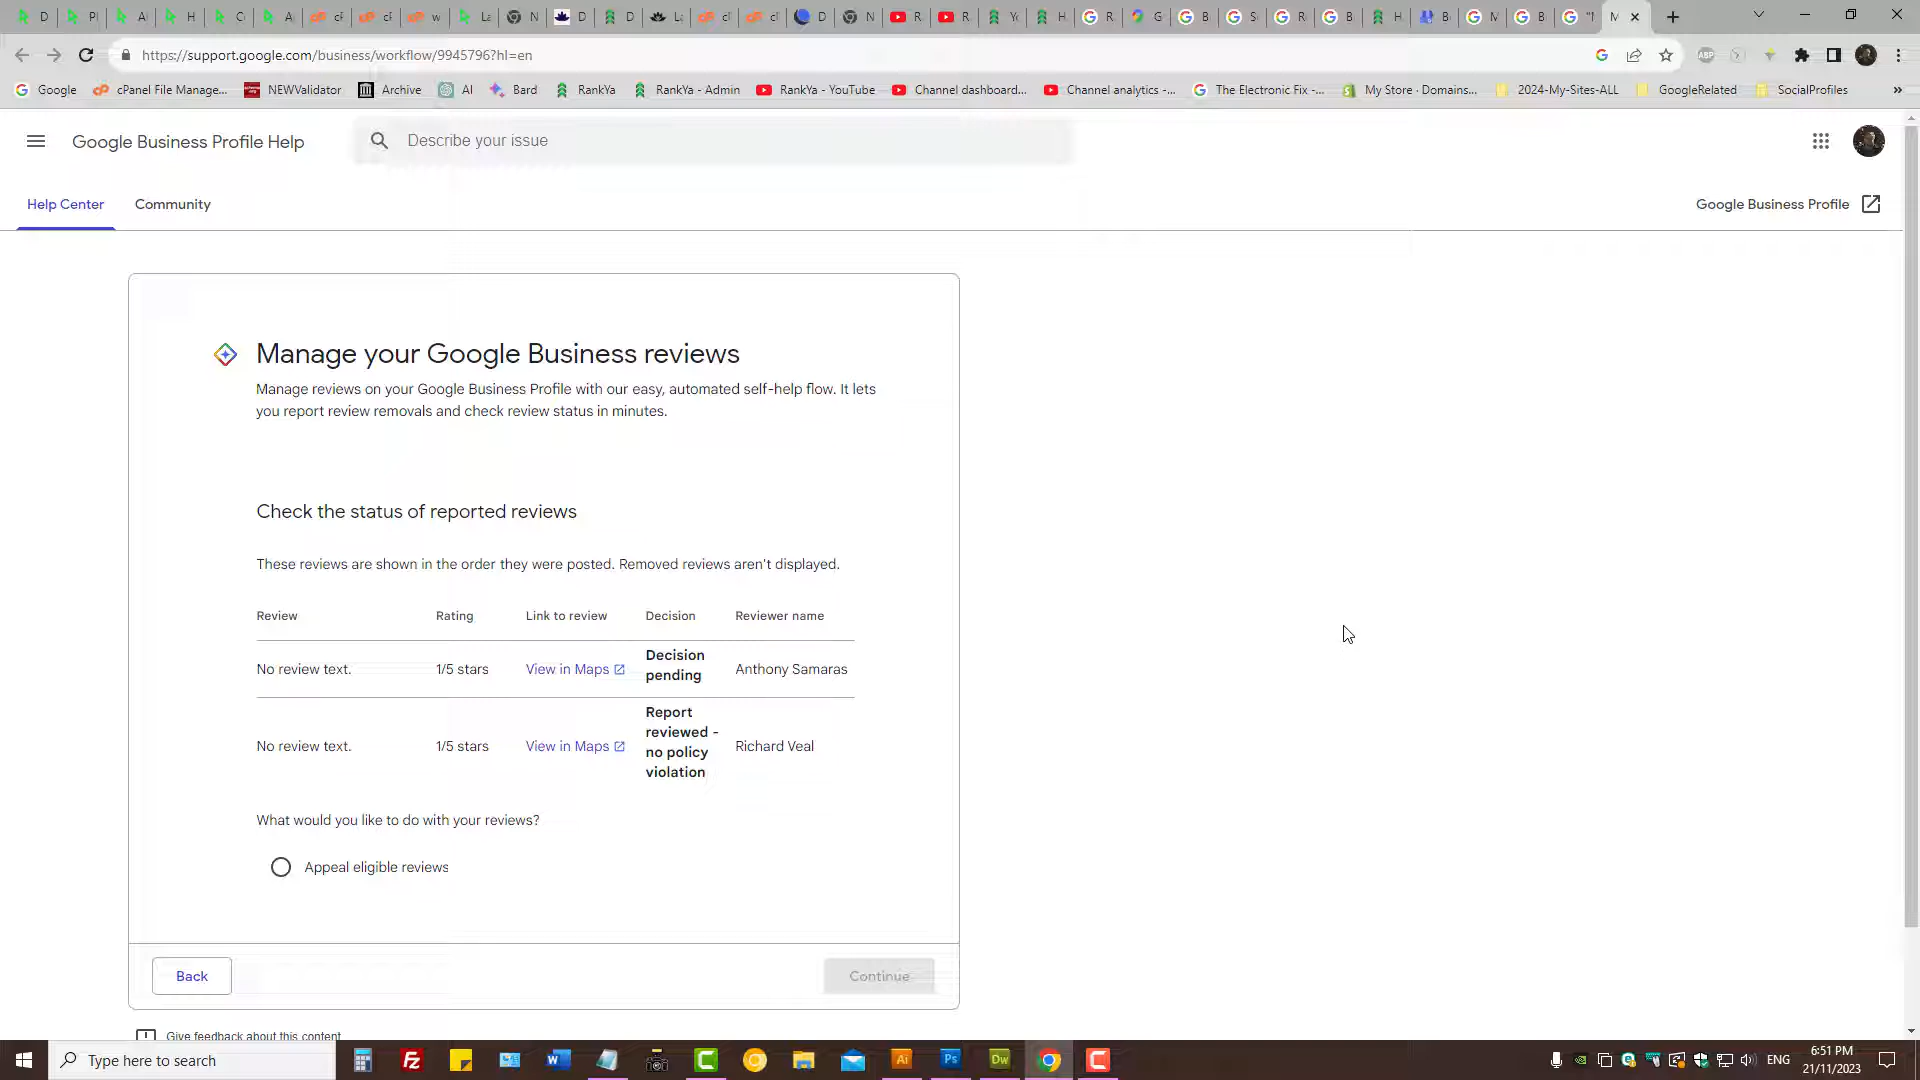 https://support.google.com/business/workflow/9945796?hl=en
Google
cPanel File Manage...
NEWValidator
Archive
AI
Bard
RankYa
RankYa - Admin
RankYa - YouTube
Channel dashboard...
Channel analytics -...
The Electronic Fix -...
My Store · Domains...
2024-My-Sites-ALL
GoogleRelated
SocialProfiles
»
Google Business Profile Help
Describe your issue
Help Center
Community
Google Business Profile
Manage your Google Business reviews
Manage reviews on your Google Business Profile with our easy, automated self-help flow. It lets
you report review removals and check review status in minutes.
Check the status of reported reviews
These reviews are shown in the order they were posted. Removed reviews aren't displayed.
Review Rating Link to review Decision Reviewer name
No review text. 1/5 stars View in Maps Decision pending Anthony Samaras
No review text. 1/5 stars View in Maps Report reviewed - no policy violation Richard Veal
What would you like to do with your reviews?
Appeal eligible reviews
Back
Continue
Give feedback about this content
Type here to search
ENG
6:51 PM
21/11/2023